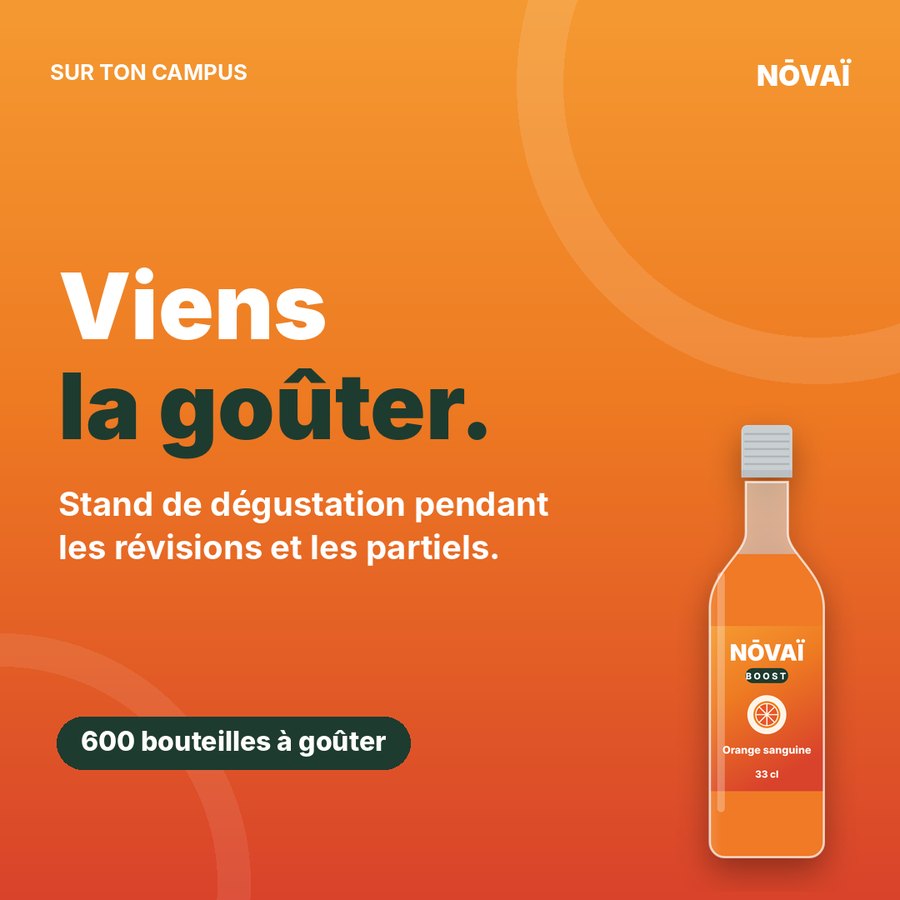 SUR TON CAMPUS
NŌVAÏ
Viens
la goûter.
Stand de dégustation pendant
les révisions et les partiels.
600 bouteilles à goûter
NŌVAÏ
BOOST
Orange sanguine
33 cl